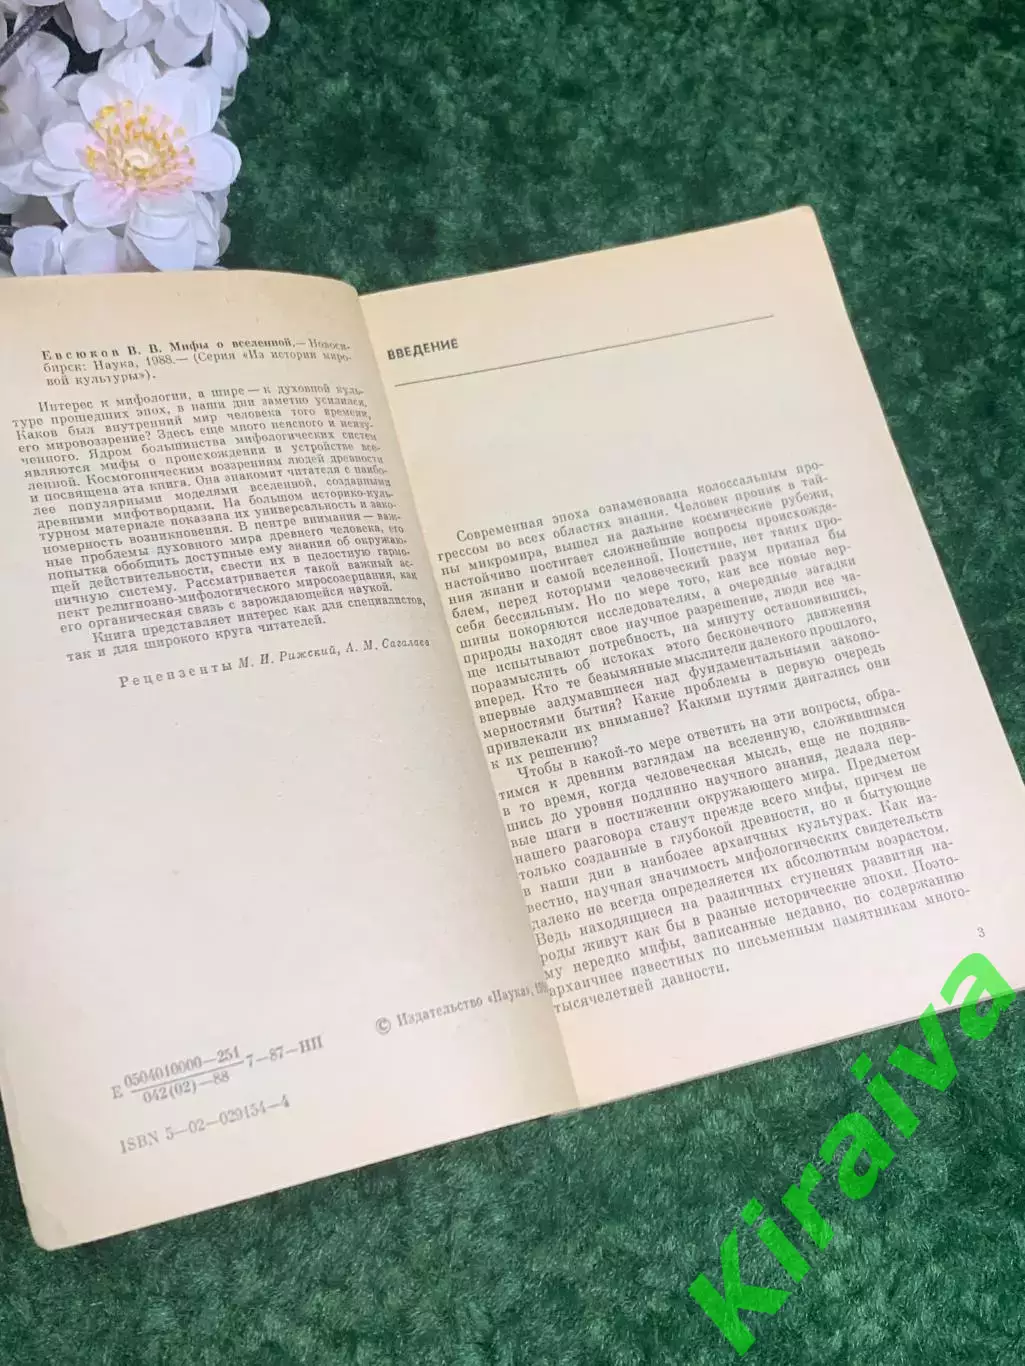 Евсюков В. В. Мифы о вселенной.— Новоси-
бирск: Наука, 1988.— (Серия «Из истории миро-
вой культуры»).
Интерес к мифологии, а шире — к духовной куль-
туре прошедших эпох, в наши дни заметно усилился.
Каков был внутренний мир человека того времени,
его мировоззрение? Здесь еще много неясного и неизу-
ченного. Ядром большинства мифологических систем
являются мифы о происхождении и устройстве все-
ленной. Космогоническим воззрениям людей древности
и посвящена эта книга. Она знакомит читателя с наибо-
лее популярными моделями вселенной, созданными
древними мифотворцами. На большом историко-куль-
турном материале показана их универсальность и зако-
номерность возникновения. В центре внимания — важ-
ные проблемы духовного мира древнего человека, его
попытка обобщить доступные ему знания об окружаю-
щей действительности, свести их в целостную гармо-
ничную систему. Рассматривается такой важный ас-
пект религиозно-мифологического миросозерцания, как
его органическая связь с зарождающейся наукой.
Книга представляет интерес как для специалистов,
так и для широкого круга читателей.
Рецензенты М. И. Рижский, А. М. Сагалаев
Е 0504010000—251
042(02)—88
7—87—НП
ISBN 5—02—029154—4
© Издательство «Наука»,
ВВЕДЕНИЕ
Современная эпоха ознаменована колоссальным про-
грессом во всех областях знания. Человек проник в тай-
ны микромира, вышел на дальние космические рубежи,
настойчиво постигает сложнейшие вопросы происхожде-
ния жизни и самой вселенной. Поистине, нет таких про-
блем, перед которыми человеческий разум признал бы
себя бессильным. Но по мере того, как все новые вер-
шины покоряются исследователям, а очередные загадки
природы находят свое научное разрешение, люди все ча-
ще испытывают потребность, на минуту остановившись,
поразмыслить об истоках этого бесконечного движения
вперед. Кто те безымянные мыслители далекого прошлого,
впервые задумавшиеся над фундаментальными законо-
мерностями бытия? Какие проблемы в первую очередь
привлекали их внимание? Какими путями двигались они
к их решению?
Чтобы в какой-то мере ответить на эти вопросы, обра-
тимся к древним взглядам на вселенную, сложившимся
в то время, когда человеческая мысль, еще не подняв-
шись до уровня подлинно научного знания, делала пер-
вые шаги в постижении окружающего мира. Предметом
нашего разговора станут прежде всего мифы, причем не
только созданные в глубокой древности, но и бытующие
в наши дни в наиболее архаичных культурах. Как из-
вестно, научная значимость мифологических свидетельств
далеко не всегда определяется их абсолютным возрастом.
Ведь находящиеся на различных ступенях развития на-
роды живут как бы в разные исторические эпохи. Поэто-
му нередко мифы, записанные недавно, по содержанию
архаичнее известных по письменным памятникам много-
тысячелетней давности.
3
Kiraiva